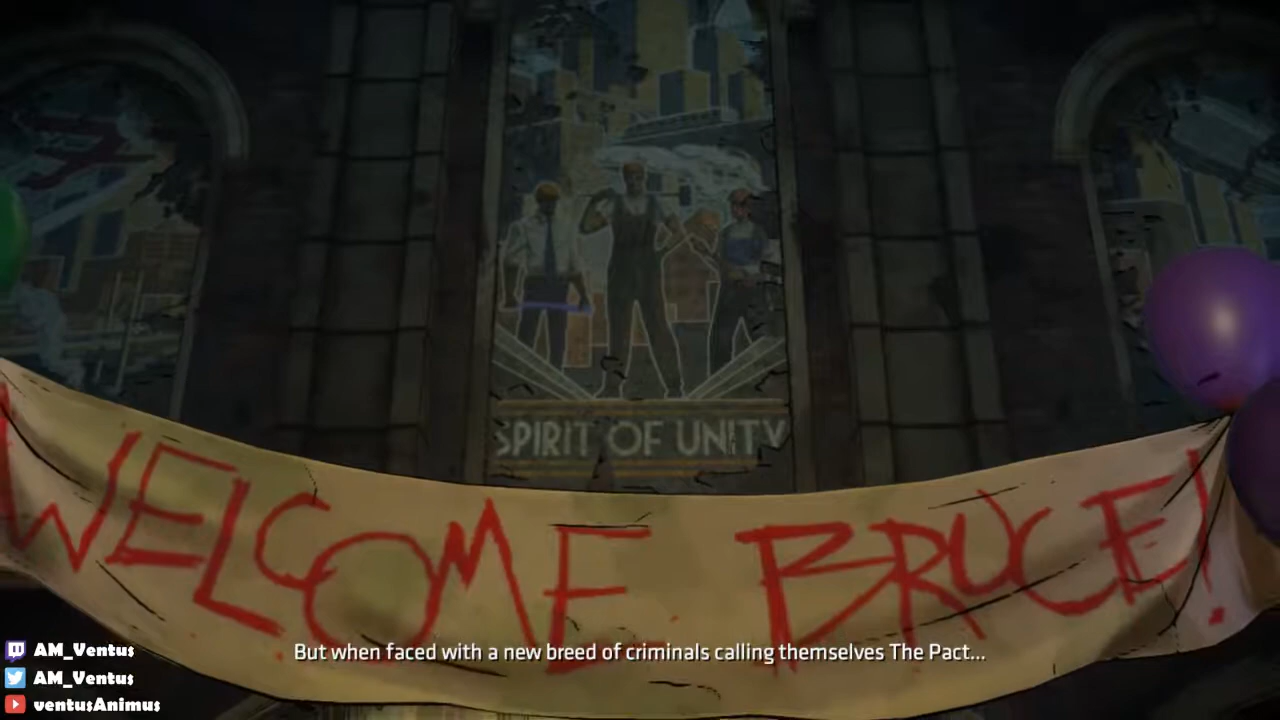 SPIRIT OF UNITY
WELCOME BRUCE!
But when faced with a new breed of criminals calling themselves The Pact...
AM_Ventus
AM_Ventus
ventusAnimus